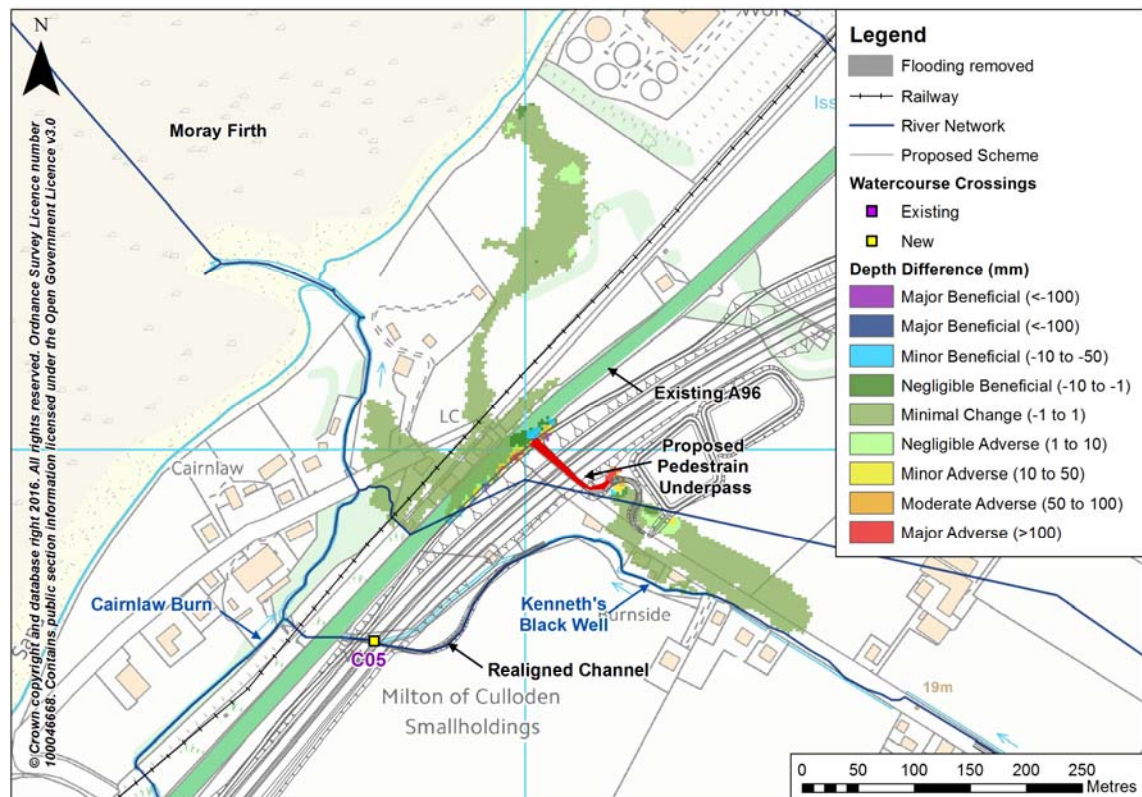 N
Moray Firth
Works
Iss
LC
Existing A96
Proposed
Pedestrain
Underpass
Cairnlaw
Cairnlaw Burn
Kenneth's
Black Well
Burnside
C05
Realigned Channel
Milton of Culloden
Smallholdings
19m
©Crown copyright and database right 2016. All rights reserved. Ordnance Survey Licence number
100046668. Contains public section information licensed under the Open Government Licence v3.0
Legend
Flooding removed
Railway
River Network
Proposed Scheme
Watercourse Crossings
Existing
New
Depth Difference (mm)
Major Beneficial (<-100)
Major Beneficial (<-100)
Minor Beneficial (-10 to -50)
Negligible Beneficial (-10 to -1)
Minimal Change (-1 to 1)
Negligible Adverse (1 to 10)
Minor Adverse (10 to 50)
Moderate Adverse (50 to 100)
Major Adverse (>100)
0 50 100 150 200 250
Metres